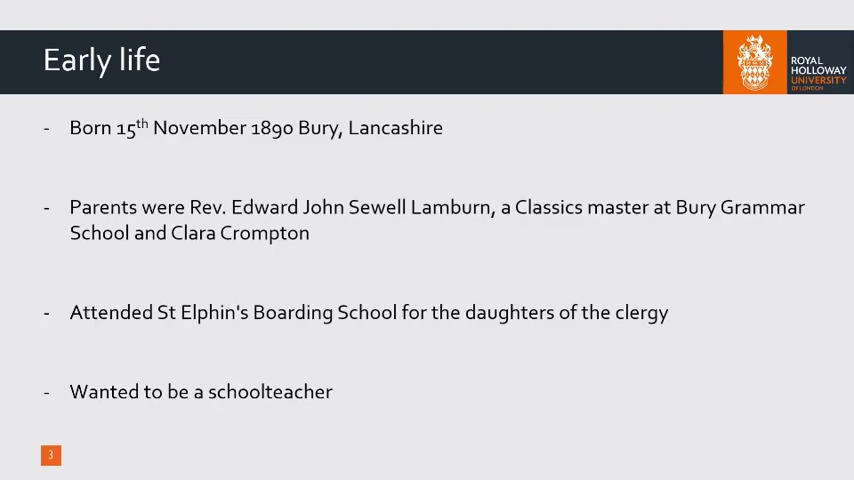 Early life
ROYAL
HOLLOWAY
UNIVERSITY
OF LONDON
- Born 15th November 1890 Bury, Lancashire
- Parents were Rev. Edward John Sewell Lamburn, a Classics master at Bury Grammar
School and Clara Crompton
- Attended St Elphin's Boarding School for the daughters of the clergy
- Wanted to be a schoolteacher
3